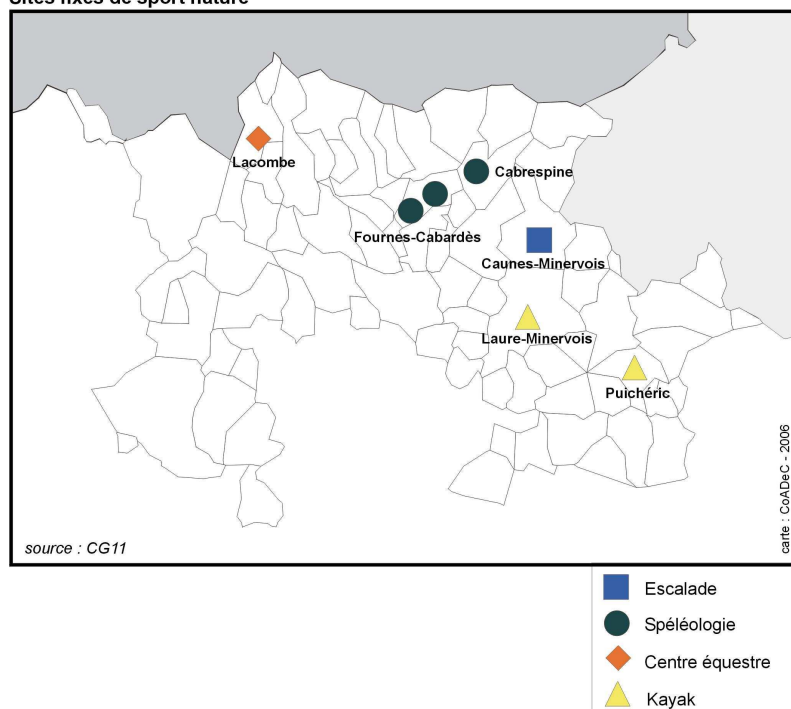 Sites fixes de sport nature
Lacombe
Cabrespine
Fournes-Cabardès
Caunes-Minervois
Laure-Minervois
Puichéric
carte : CoADeC - 2006
source : CG11
Escalade
Spéléologie
Centre équestre
Kayak